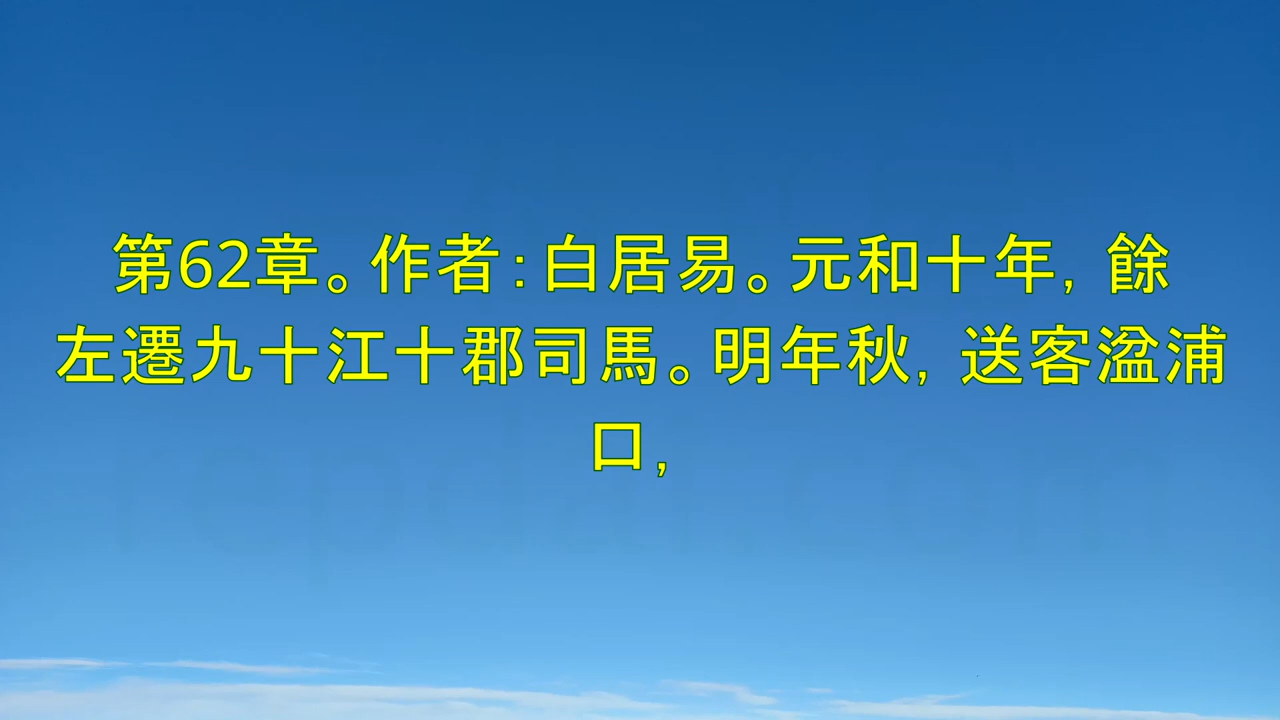 第62章。作者:白居易。元和十年, 餘
左遷九十江十郡司馬。明年秋, 送客湓浦
口,